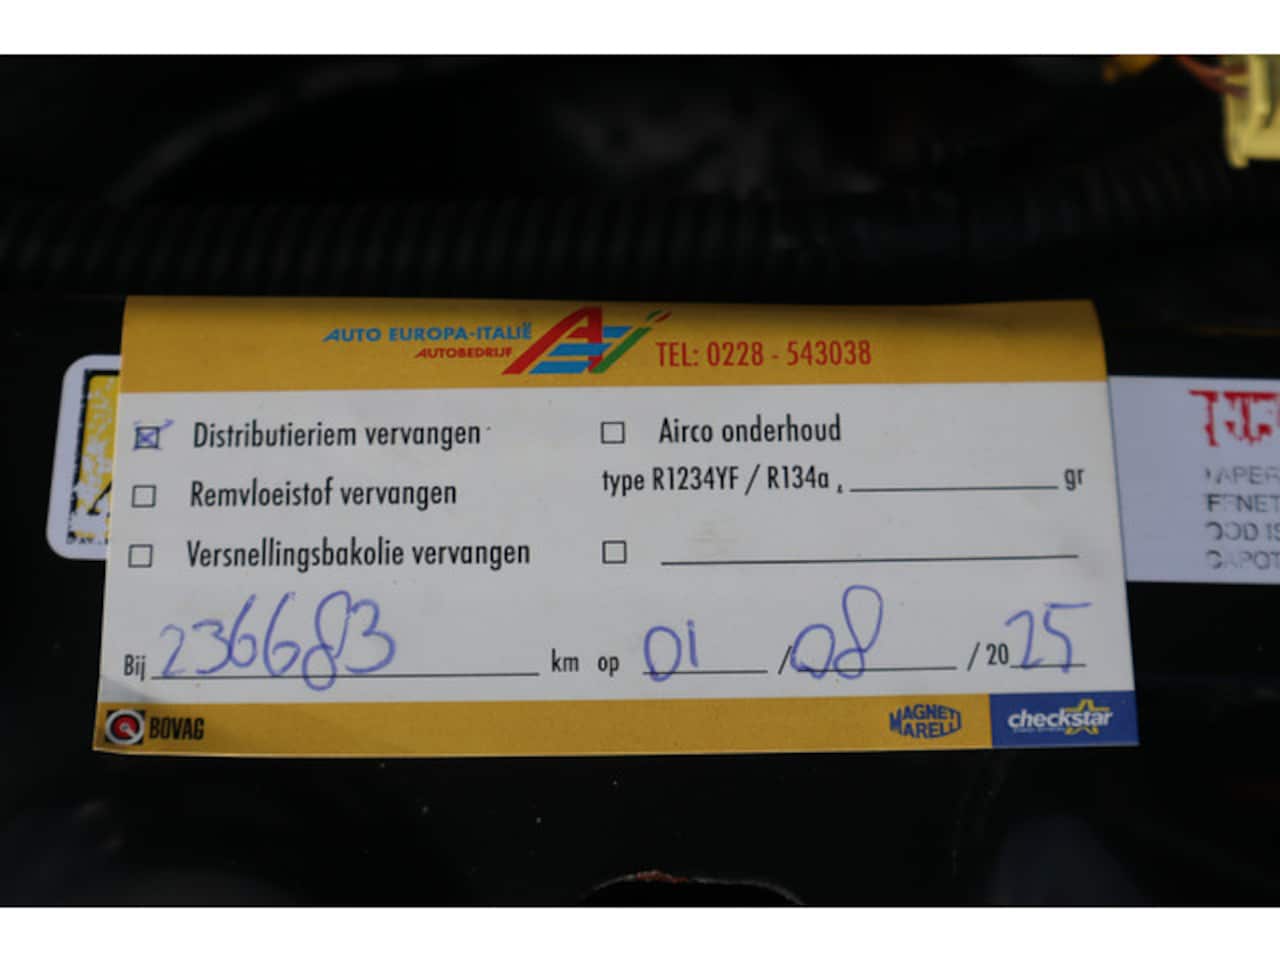 AUTO EUROPA-ITALIË
AUTOBEDRIJF
TEL: 0228 - 543038
Distributieriem vervangen
Airco onderhoud
Remvloeistof vervangen
type R1234YF / R134a, gr
Versnellingsbakolie vervangen
Bij 236683 km op 01 / 08 / 2025
BOVAG
MAGNETI MARELLI
checkstar